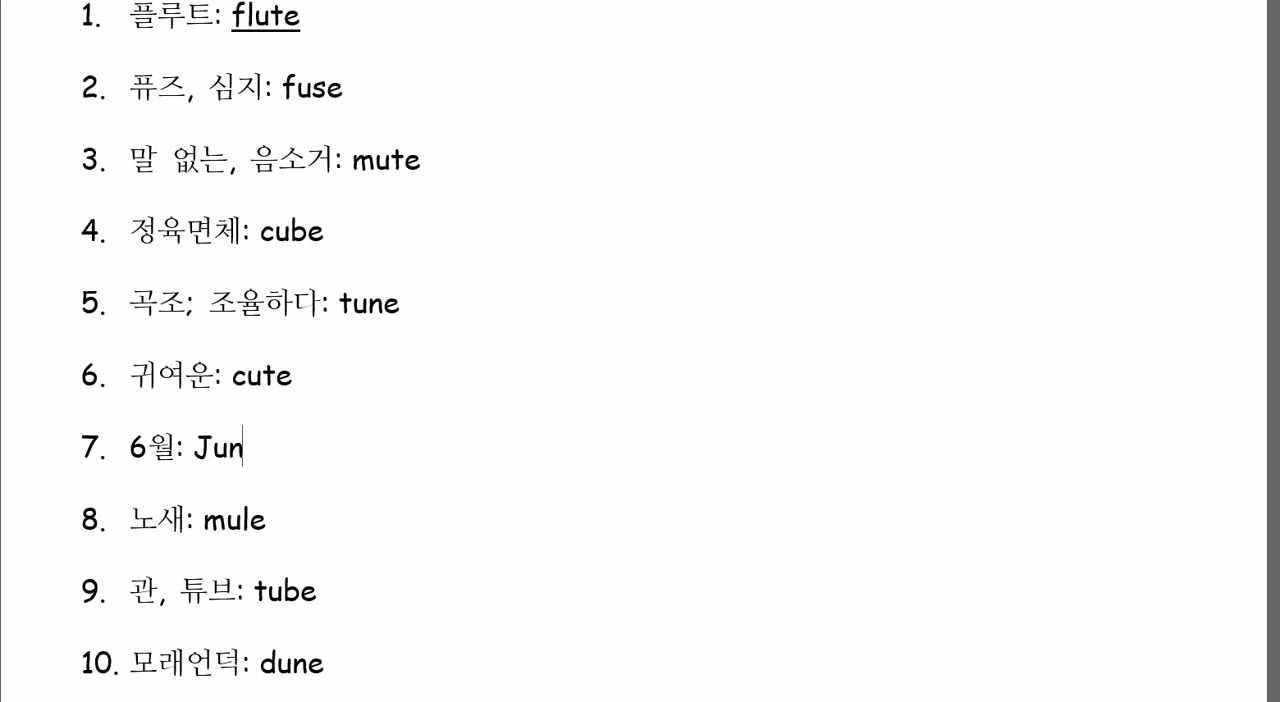 1. 플루트: flute
2. 퓨즈, 심지: fuse
3. 말 없는, 음소거: mute
4. 정육면체: cube
5. 곡조; 조율하다: tune
6. 귀여운: cute
7. 6월: Jun
8. 노새: mule
9. 관, 튜브: tube
10. 모래언덕: dune